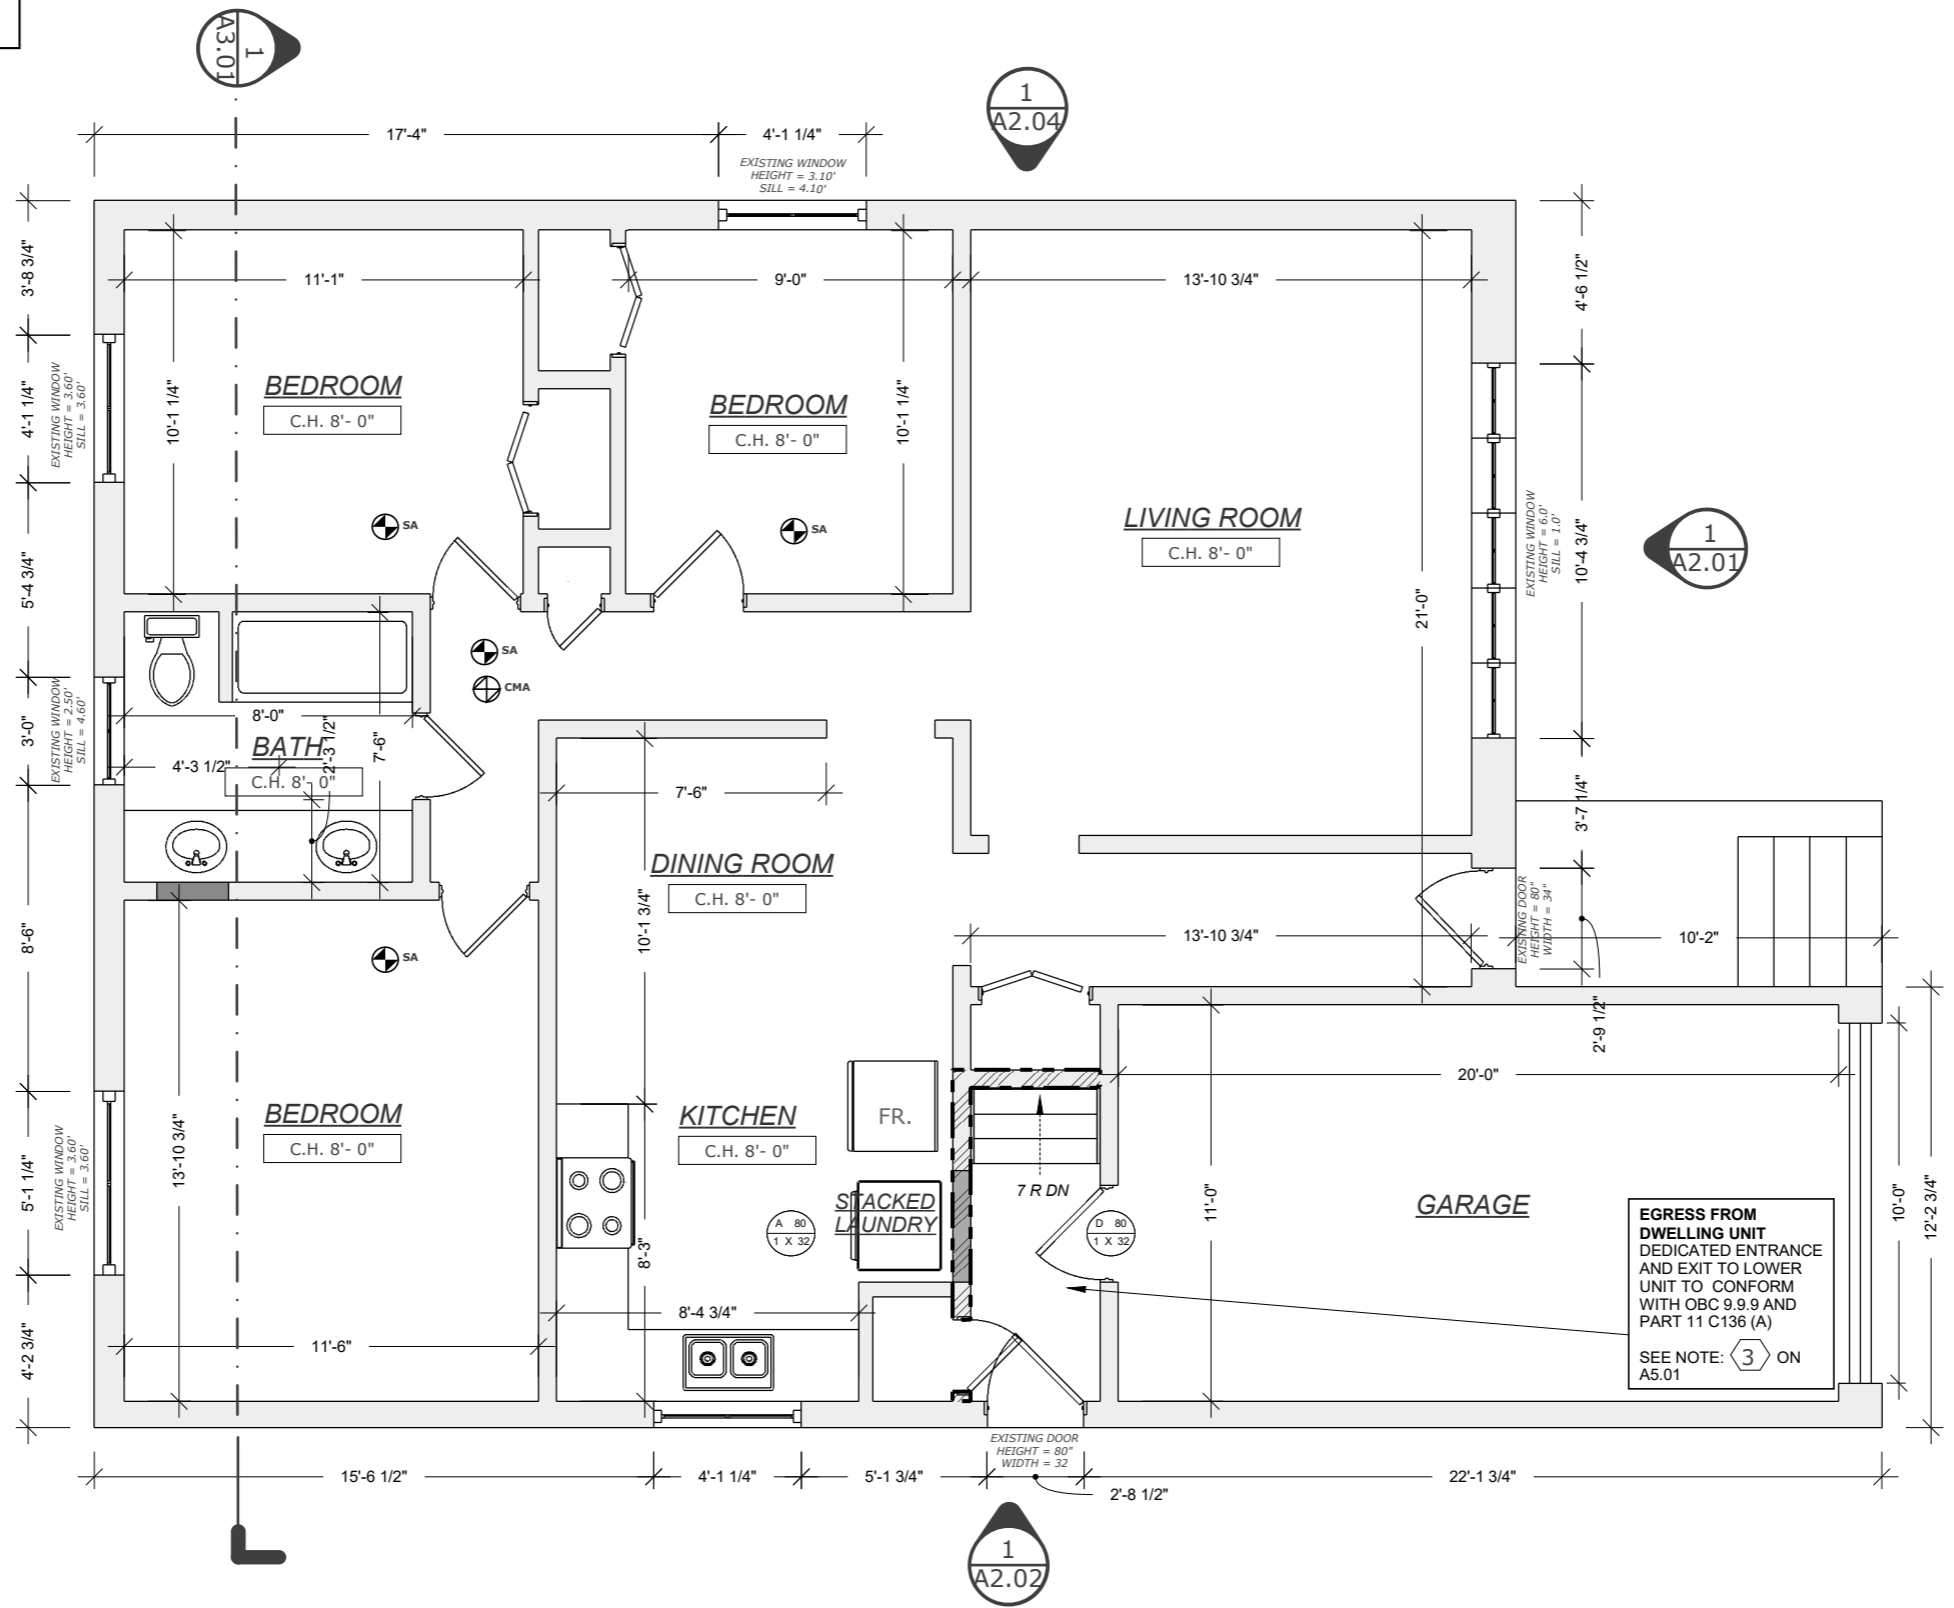 1
A3.01
1
A2.04
17'-4"
4'-1 1/4"
EXISTING WINDOW
HEIGHT = 3.10'
SILL = 4.10'
3'-8 3/4"
4'-1 1/4"
5'-4 3/4"
3'-0"
8'-6"
5'-1 1/4"
4'-2 3/4"
EXISTING WINDOW
HEIGHT = 3.60'
SILL = 3.60'
EXISTING WINDOW
HEIGHT = 2.50'
SILL = 4.60'
EXISTING WINDOW
HEIGHT = 3.60'
SILL = 3.60'
11'-1"
10'-1 1/4"
BEDROOM
C.H. 8'- 0"
SA
9'-0"
10'-1 1/4"
BEDROOM
C.H. 8'- 0"
SA
13'-10 3/4"
LIVING ROOM
C.H. 8'- 0"
21'-0"
4'-6 1/2"
10'-4 3/4"
3'-7 1/4"
EXISTING WINDOW
HEIGHT = 6.0'
SILL = 1.0'
1
A2.01
SA
CMA
8'-0"
BATH
C.H. 8'- 0"
4'-3 1/2"
2'-3 1/2"
7'-6"
7'-6"
DINING ROOM
C.H. 8'- 0"
10'-1 3/4"
13'-10 3/4"
EXISTING DOOR
HEIGHT = 80"
WIDTH = 34"
10'-2"
2'-9 1/2"
SA
BEDROOM
C.H. 8'- 0"
13'-10 3/4"
11'-6"
KITCHEN
C.H. 8'- 0"
FR.
STACKED
LAUNDRY
A 80
1 X 32
8'-3"
8'-4 3/4"
7 R DN
D 80
1 X 32
20'-0"
11'-0"
GARAGE
10'-0"
12'-2 3/4"
EGRESS FROM
DWELLING UNIT
DEDICATED ENTRANCE
AND EXIT TO LOWER
UNIT TO CONFORM
WITH OBC 9.9.9 AND
PART 11 C136 (A)
SEE NOTE: 3 ON
A5.01
EXISTING DOOR
HEIGHT = 80"
WIDTH = 32
15'-6 1/2"
4'-1 1/4"
5'-1 3/4"
2'-8 1/2"
22'-1 3/4"
1
A2.02